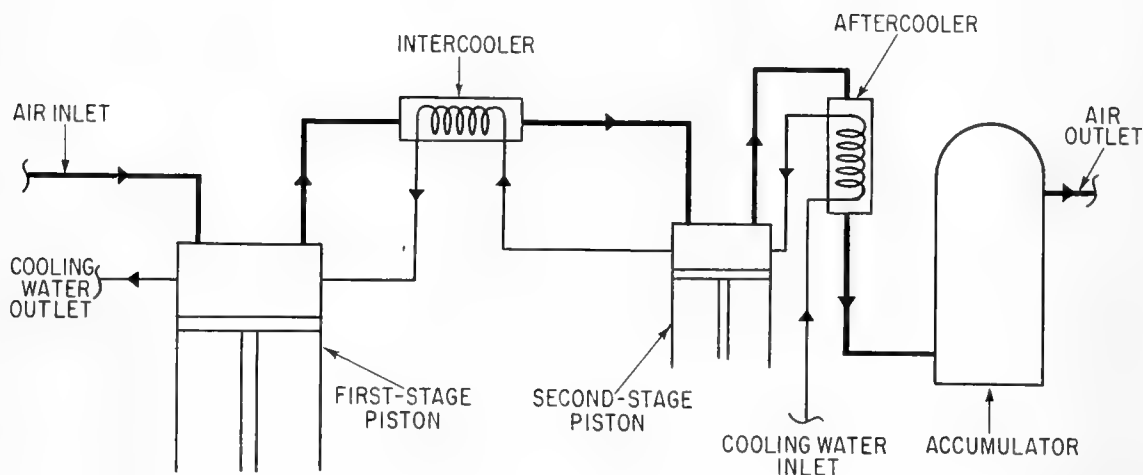 INTERCOOLER
AFTERCOOLER
AIR INLET
AIR
OUTLET
COOLING
WATER
OUTLET
FIRST-STAGE
PISTON
SECOND-STAGE
PISTON
COOLING WATER
INLET
ACCUMULATOR